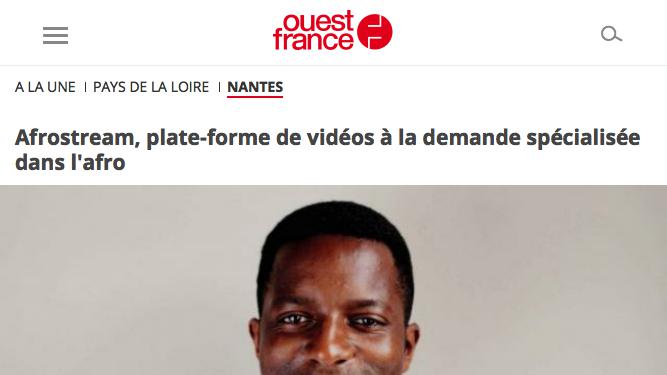 ouest
france
A LA UNE | PAYS DE LA LOIRE | NANTES
Afrostream, plate-forme de vidéos à la demande spécialisée
dans l'afro